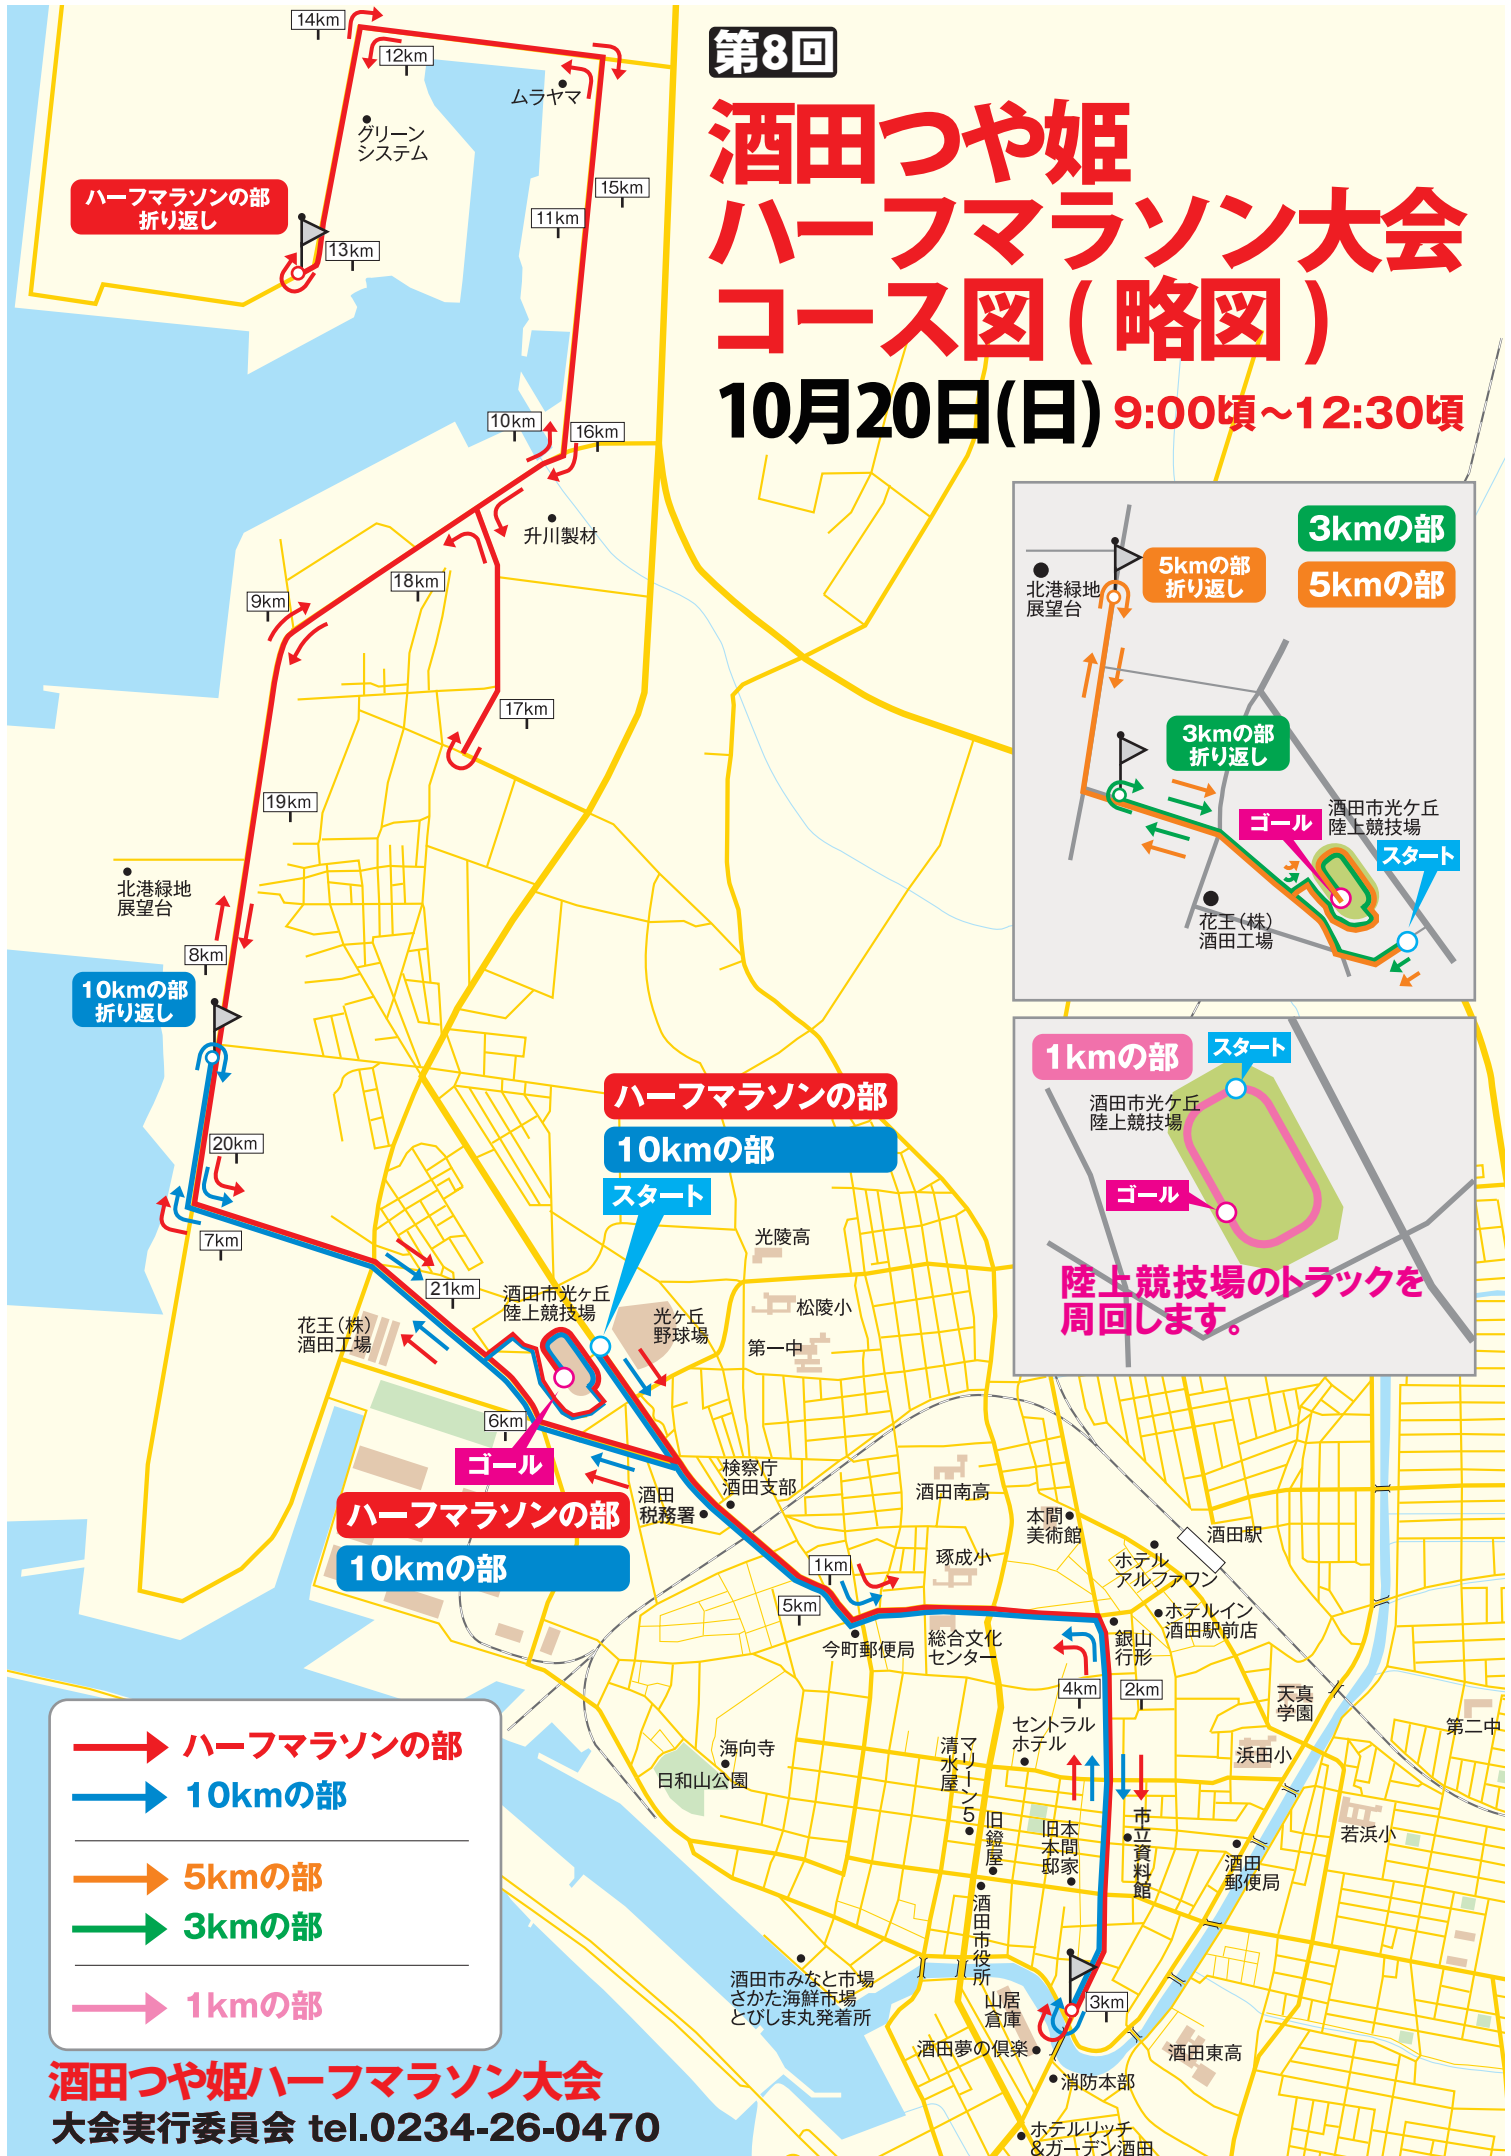 第8回
酒田つや姫
ハーフマラソン大会
コース図(略図)
10月20日(日) 9:00頃～12:30頃
14km
12km
ムラヤマ
グリーン
システム
ハーフマラソンの部
折り返し
13km
15km
11km
10km
16km
升川製材
18km
9km
17km
19km
北港緑地
展望台
8km
10kmの部
折り返し
20km
7km
3kmの部
5kmの部
5kmの部
折り返し
北港緑地
展望台
3kmの部
折り返し
酒田市光ケ丘
陸上競技場
ゴール
スタート
花王(株)
酒田工場
1kmの部
スタート
酒田市光ケ丘
陸上競技場
ゴール
陸上競技場のトラックを
周回します。
ハーフマラソンの部
10kmの部
スタート
光陵高
21km
酒田市光ヶ丘
陸上競技場
光ヶ丘
野球場
松陵小
第一中
花王(株)
酒田工場
6km
ゴール
ハーフマラソンの部
10kmの部
検察庁
酒田支部
酒田
税務署
酒田南高
本間
美術館
酒田駅
ホテル
アルファワン
琢成小
1km
5km
ホテルイン
酒田駅前店
今町郵便局
総合文化
センター
銀山
行形
4km
2km
天真
学園
第二中
セントラル
ホテル
浜田小
マリーン5
清水屋
海向寺
日和山公園
旧鐙屋
旧本間家
本邸
市立資料館
若浜小
酒田
郵便局
酒田市役所
酒田市みなと市場
さかた海鮮市場
とびしま丸発着所
山居
倉庫
3km
酒田夢の倶楽
酒田東高
消防本部
ホテルリッチ
&ガーデン酒田
ハーフマラソンの部
10kmの部
5kmの部
3kmの部
1kmの部
酒田つや姫ハーフマラソン大会
大会実行委員会 tel.0234-26-0470